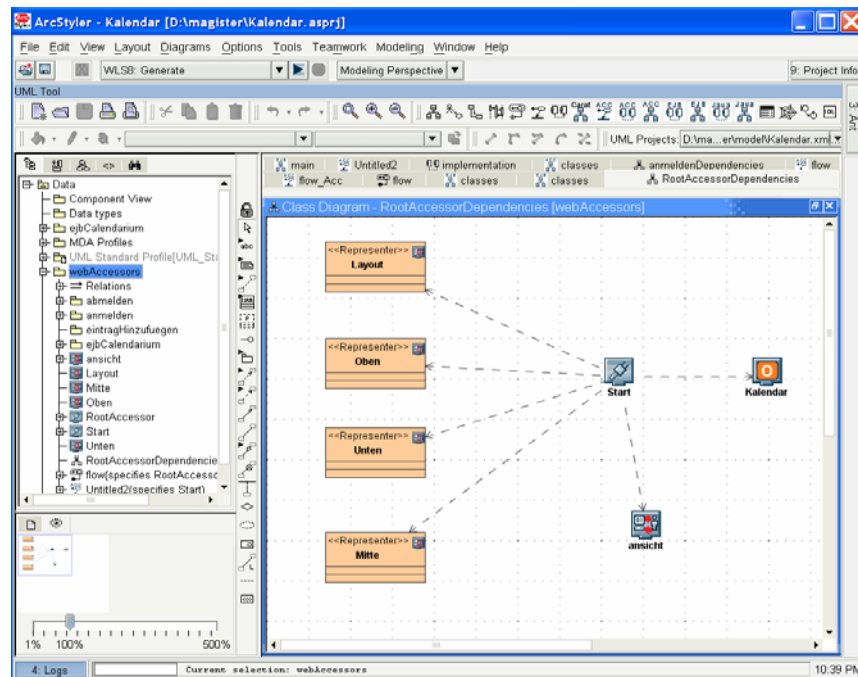 ArcStyler - Kalendar [D:\magister\Kalendar.asprj]
File Edit View Layout Diagrams Options Tools Teamwork Modeling Window Help
WLS8: Generate Modeling Perspective 9: Project Info
UML Tool
3: Ant
UML Projects: D:\ma...er\model\Kalendar.xml
main Untitled2 implementation classes anmeldenDependencies flow
flow_Acc flow classes classes RootAccessorDependencies
Class Diagram - RootAccessorDependencies [webAccessors]
Data
Component View
Data types
ejbCalendarium
MDA Profiles
UML Standard Profile[UML_Sta
webAccessors
Relations
abmelden
anmelden
eintragHinzufuegen
ejbCalendarium
ansicht
Layout
Mitte
Oben
RootAccessor
Start
Unten
RootAccessorDependencie
flow(specifies RootAccessc
Untitled2(specifies Start)
<<Representer>>
Layout
<<Representer>>
Oben
<<Representer>>
Unten
<<Representer>>
Mitte
Start
Kalendar
ansicht
1% 100% 500%
4: Logs Current selection: webAccessors 10:39 PM